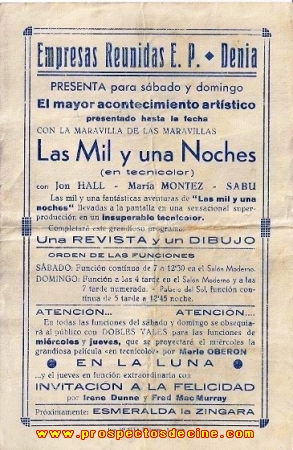 Empresas Reunidas E. P. • Denia
PRESENTA para sábado y domingo
El mayor acontecimiento artístico
presentado hasta la fecha
CON LA MARAVILLA DE LAS MARAVILLAS
Las Mil y una Noches
(en tecnicolor)
con Jon HALL - María MONTEZ - SABU
Las mil y una fantásticas aventuras de "Las mil y una
noches" llevadas a la pantalla en una sensacional super-
producción en un insuperable tecnicolor.
Completará este grandioso programa
Una REVISTA y un DIBUJO
ORDEN DE LAS FUNCIONES
SÁBADO: Función contínua de 7 a 12'30 en el Salón Moderno.
DOMINGO: Función a las 4 tarde en el Salón Moderno y a las
7 tarde numerada. - Palacio del Sol, función contí-
nua de 5 tarde a 12'45 noche.
ATENCION... ATENCION....
En todas las funciones del sábado y domingo se obsequia-
rá al público con DOBLES VALES para las funciones de
miércoles y jueves, que se proyectará el miércoles la
grandiosa película «en tecnicolor» por Merle OBERON
EN LA LUNA
...y el jueves en función extraordinaria con
INVITACION A LA FELICIDAD
por Irene Dunne y Fred Mac Murray
Próximamente: ESMERALDA la ZINGARA
www.prospectosdecine.com